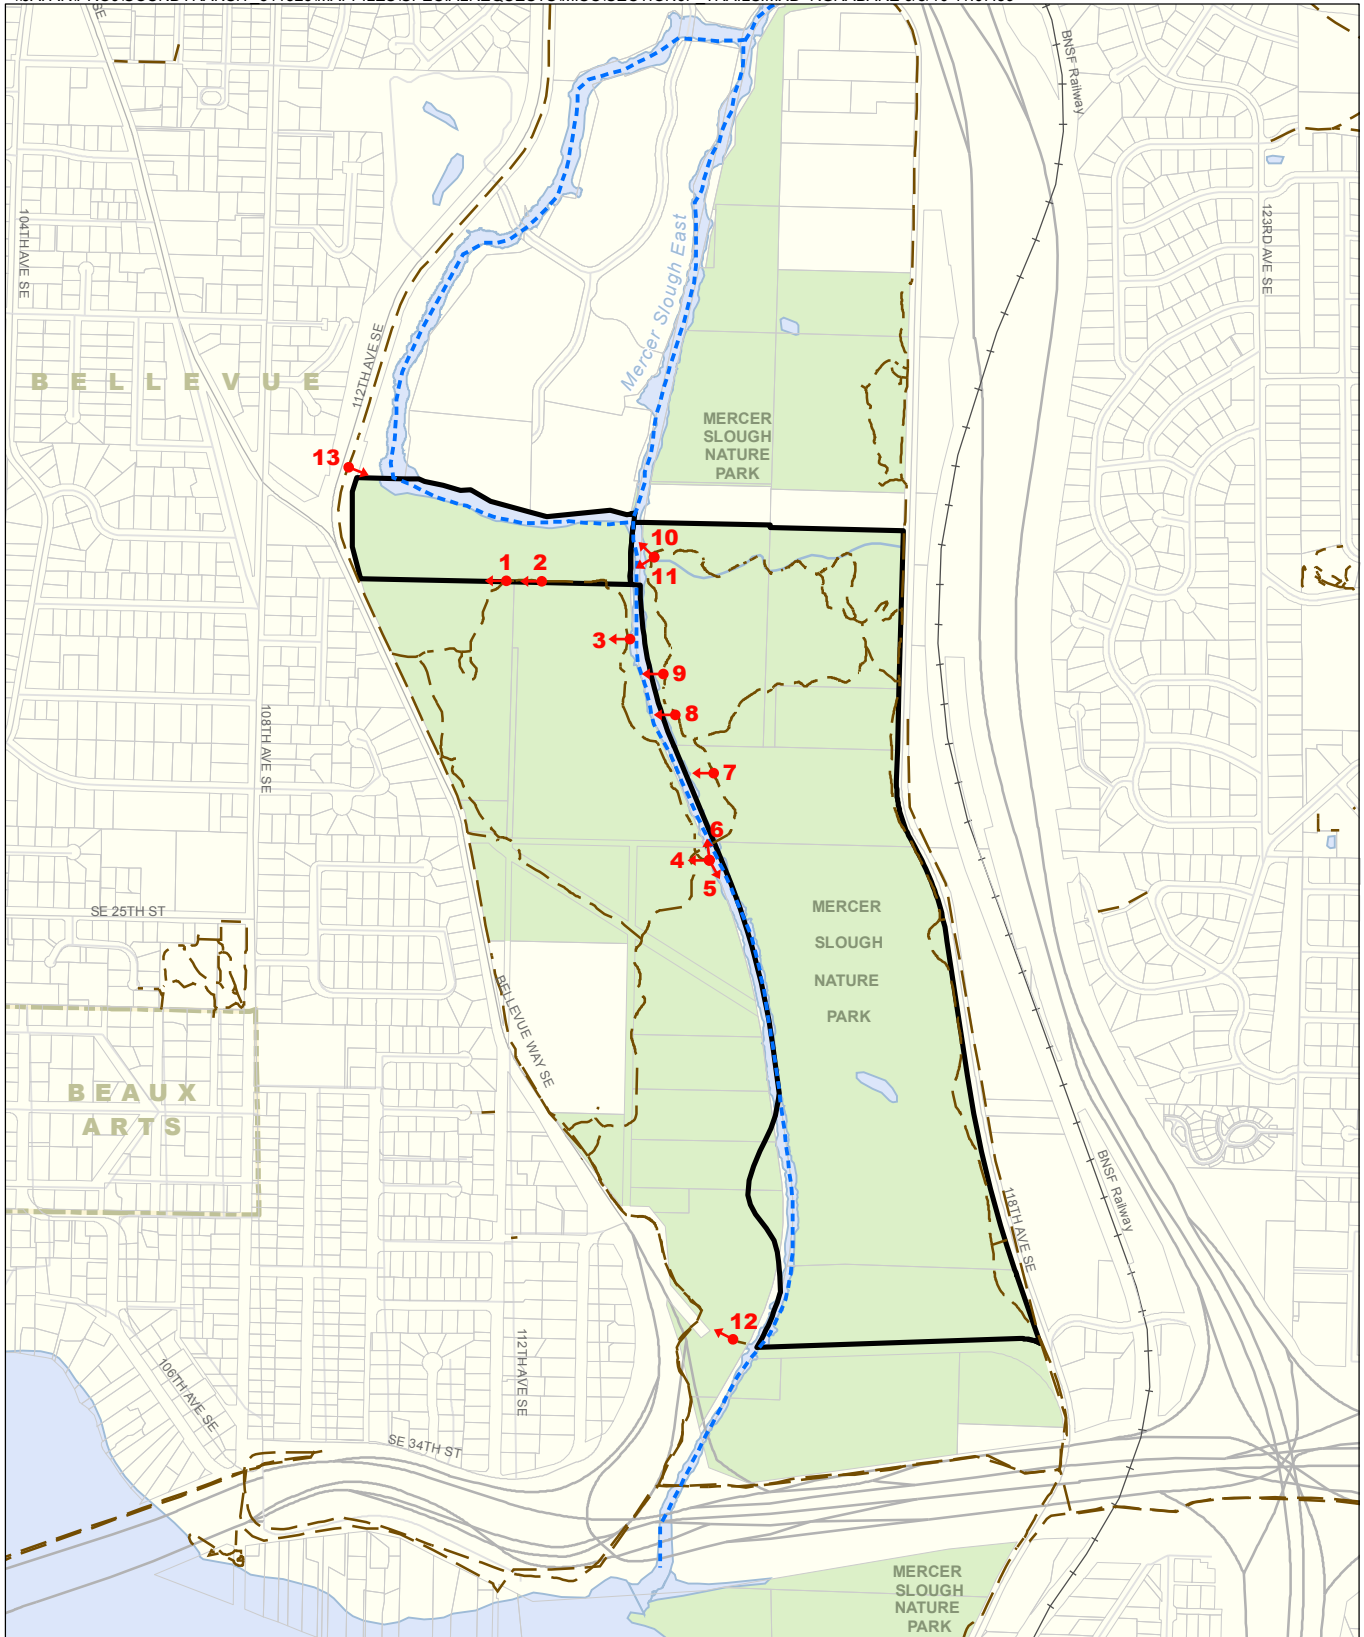 BNSF Railway
104TH AVE SE
123RD AVE SE
Mercer Slough East
112TH AVE SE
BELLEVUE
MERCER
SLOUGH
NATURE
PARK
13
10
11
1
2
3
9
8
108TH AVE SE
7
6
4
5
SE 25TH ST
MERCER
SLOUGH
NATURE
PARK
BELLEVUE WAY SE
BEAUX
ARTS
BNSF Railway
118TH AVE SE
12
112TH AVE SE
106TH AVE SE
SE 34TH ST
MERCER
SLOUGH
NATURE
PARK